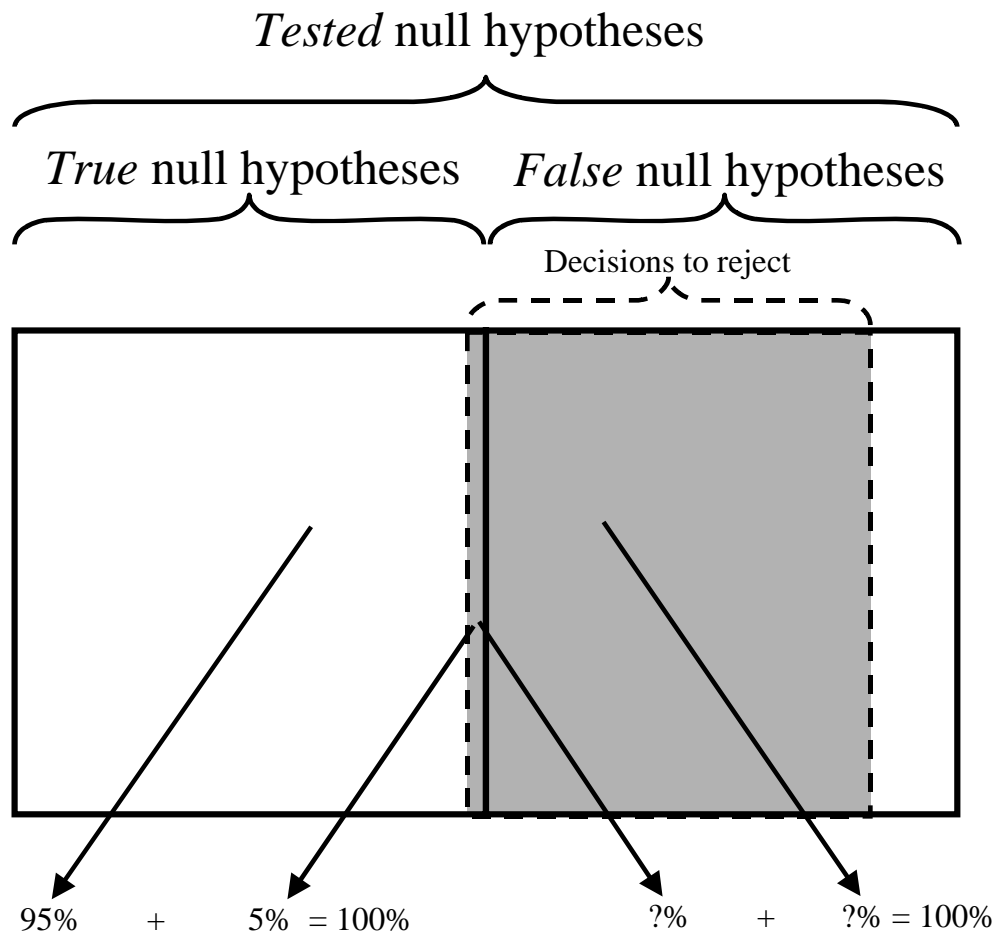 Tested null hypotheses
True null hypotheses False null hypotheses
Decisions to reject
95% + 5% = 100% ?% + ?% = 100%